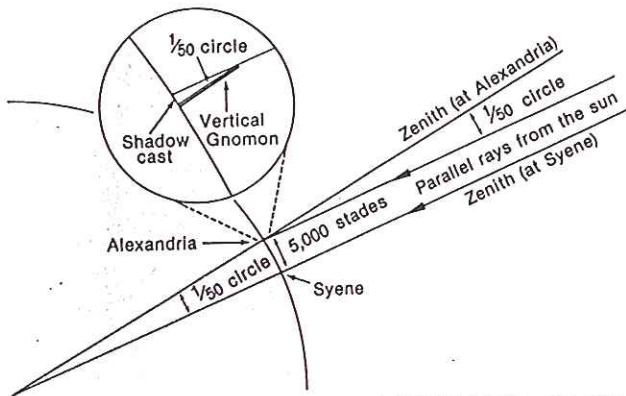 1/50 circle
Shadow
cast
Vertical
Gnomon
Zenith (at Alexandria)
1/50 circle
Parallel rays from the sun
Zenith (at Syene)
Alexandria
5,000 stades
1/50 circle
Syene